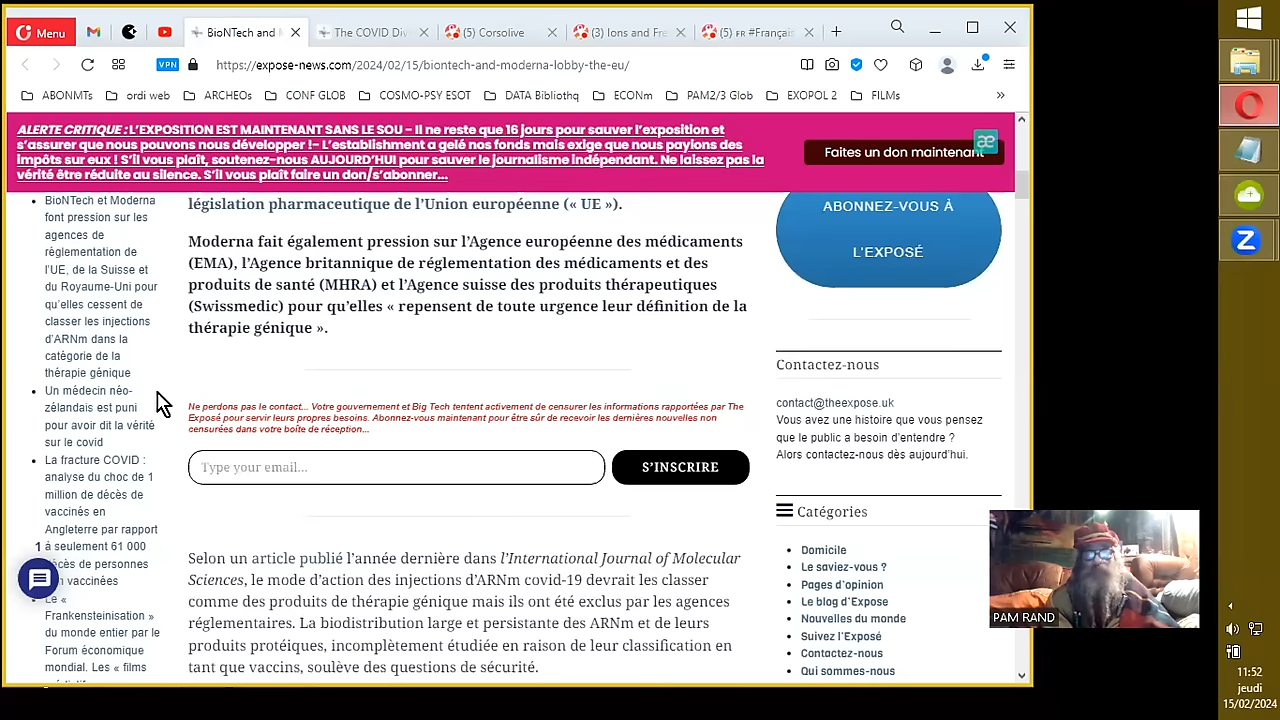 Menu
BioNTech and M
The COVID Div
(5) Corsolive
(3) Ions and Fre
(5) FR #Français
VPN
https://expose-news.com/2024/02/15/biontech-and-moderna-lobby-the-eu/
ABONMTs
ordi web
ARCHEOs
CONF GLOB
COSMO-PSY ESOT
DATA Bibliothq
ECONm
PAM2/3 Glob
EXOPOL 2
FILMs
»
ALERTE CRITIQUE : L'EXPOSITION EST MAINTENANT SANS LE SOU – Il ne reste que 16 jours pour sauver l'exposition et
s'assurer que nous pouvons nous développer !- L'establishment a gelé nos fonds mais exige que nous payions des
impôts sur eux ! S'il vous plaît, soutenez-nous AUJOURD'HUI pour sauver le journalisme indépendant. Ne laissez pas la
vérité être réduite au silence. S'il vous plaît faire un don/s'abonner...
Faites un don maintenant
æ
BioNTech et Moderna
font pression sur les
agences de
réglementation de
l'UE, de la Suisse et
du Royaume-Uni pour
qu'elles cessent de
classer les injections
d'ARNm dans la
catégorie de la
thérapie génique
Un médecin néo-
zélandais est puni
pour avoir dit la vérité
sur le covid
La fracture COVID :
analyse du choc de 1
million de décès de
vaccinés en
Angleterre par rapport
1
à seulement 61 000
décès de personnes
vaccinées
Le «
Frankensteinisation »
du monde entier par le
Forum économique
mondial. Les « films
législation pharmaceutique de l'Union européenne (« UE »).
Moderna fait également pression sur l'Agence européenne des médicaments
(EMA), l'Agence britannique de réglementation des médicaments et des
produits de santé (MHRA) et l'Agence suisse des produits thérapeutiques
(Swissmedic) pour qu'elles « repensent de toute urgence leur définition de la
thérapie génique ».
Ne perdons pas le contact... Votre gouvernement et Big Tech tentent activement de censurer les informations rapportées par The
Exposé pour servir leurs propres besoins. Abonnez-vous maintenant pour être sûr de recevoir les dernières nouvelles non
censurées dans votre boîte de réception...
Type your email...
S'INSCRIRE
Selon un article publié l'année dernière dans l'International Journal of Molecular
Sciences, le mode d'action des injections d'ARNm covid-19 devrait les classer
comme des produits de thérapie génique mais ils ont été exclus par les agences
réglementaires. La biodistribution large et persistante des ARNm et de leurs
produits protéiques, incomplètement étudiée en raison de leur classification en
tant que vaccins, soulève des questions de sécurité.
ABONNEZ-VOUS À
L'EXPOSÉ
Contactez-nous
contact@theexpose.uk
Vous avez une histoire que vous pensez
que le public a besoin d'entendre ?
Alors contactez-nous dès aujourd'hui.
Catégories
Domicile
Le saviez-vous ?
Pages d'opinion
Le blog d'Expose
Nouvelles du monde
Suivez l'Exposé
Contactez-nous
Qui sommes-nous
PAM RAND
11:52
jeudi
15/02/2024